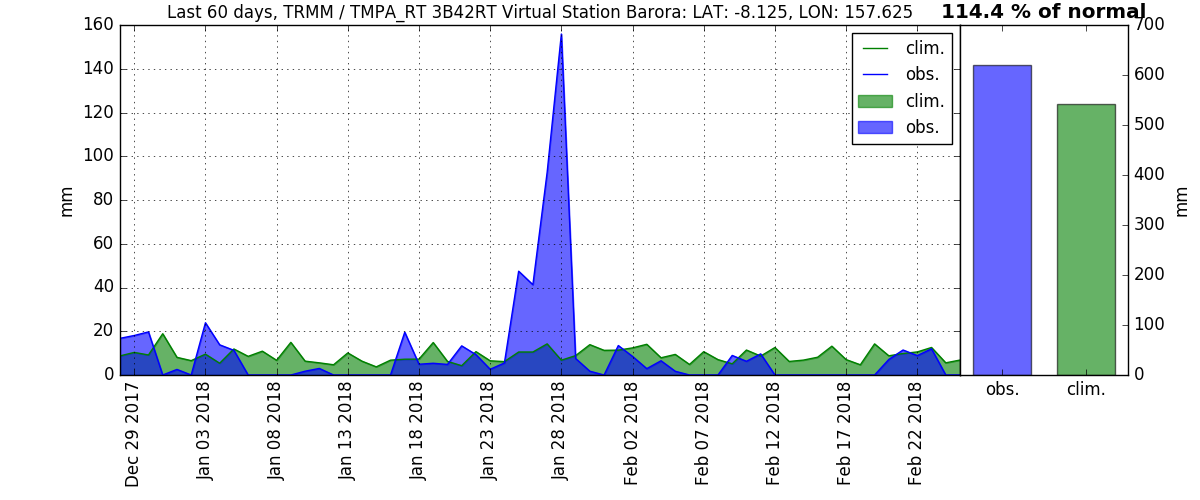 Last 60 days, TRMM / TMPA_RT 3B42RT Virtual Station Barora: LAT: -8.125, LON: 157.625
114.4 % of normal
mm
160
140
120
100
80
60
40
20
0
clim.
obs.
clim.
obs.
Dec 29 2017
Jan 03 2018
Jan 08 2018
Jan 13 2018
Jan 18 2018
Jan 23 2018
Jan 28 2018
Feb 02 2018
Feb 07 2018
Feb 12 2018
Feb 17 2018
Feb 22 2018
700
600
500
400
300
200
100
0
mm
obs.
clim.